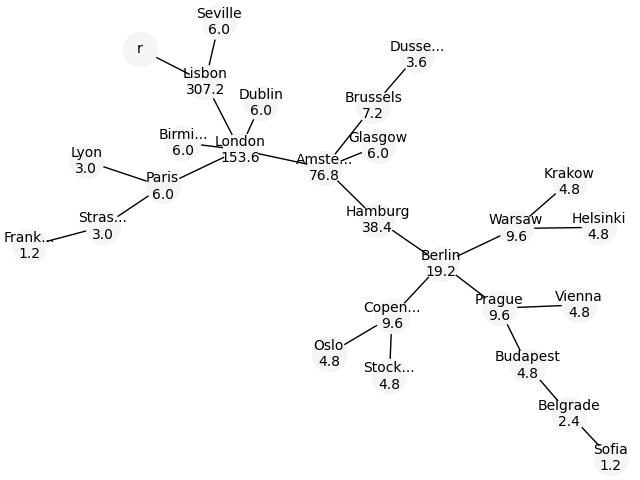 Seville
6.0
r
Lisbon
307.2
Dusse...
3.6
Dublin
6.0
Brussels
7.2
Birmi...
6.0
London
153.6
Glasgow
6.0
Lyon
3.0
Amste...
76.8
Paris
6.0
Krakow
4.8
Stras...
3.0
Hamburg
38.4
Warsaw
9.6
Helsinki
4.8
Frank...
1.2
Berlin
19.2
Copen...
9.6
Prague
9.6
Vienna
4.8
Oslo
4.8
Stock...
4.8
Budapest
4.8
Belgrade
2.4
Sofia
1.2